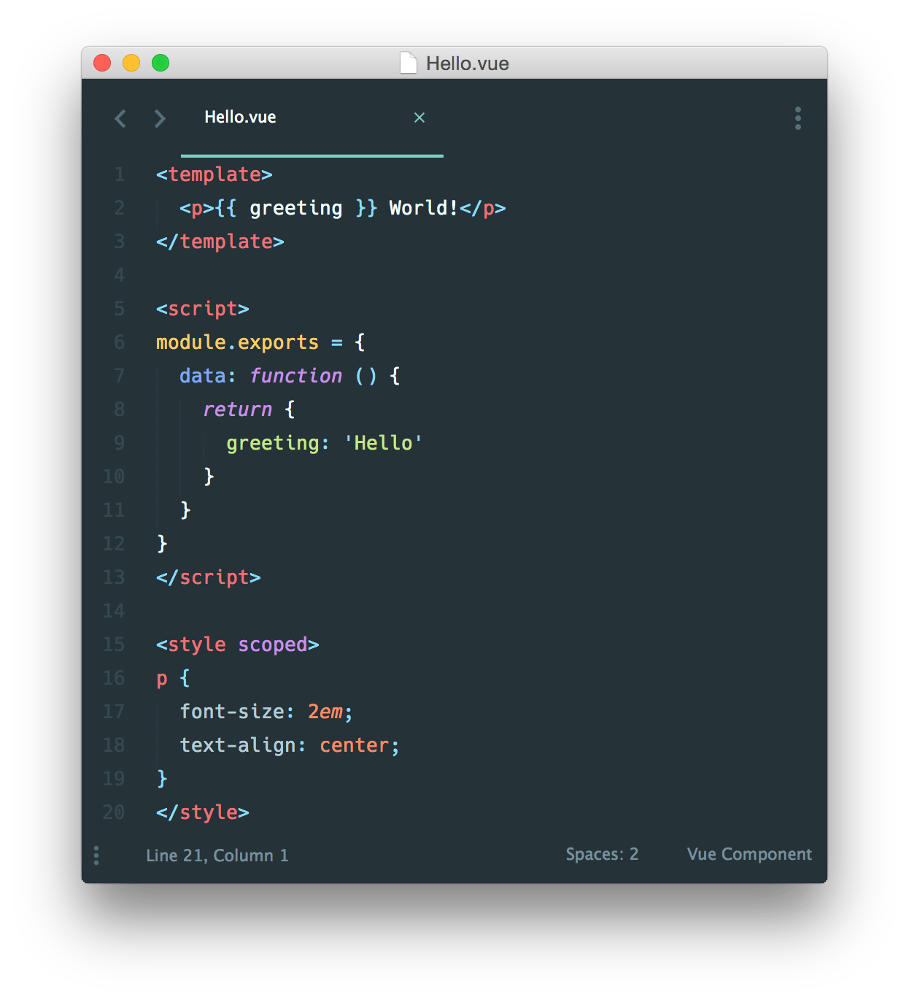 Hello.vue
Hello.vue ×
1 <template>
2   <p>{{ greeting }} World!</p>
3 </template>
4
5 <script>
6 module.exports = {
7   data: function () {
8     return {
9       greeting: 'Hello'
10     }
11   }
12 }
13 </script>
14
15 <style scoped>
16 p {
17   font-size: 2em;
18   text-align: center;
19 }
20 </style>
Line 21, Column 1 Spaces: 2 Vue Component